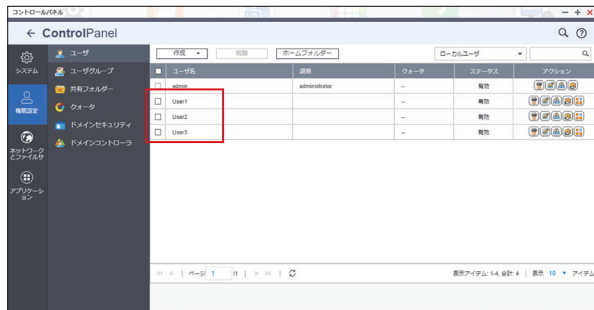 コントロールパネル
ControlPanel
システム
権限設定
ネットワーク
とファイルサ
アプリケーシ
ョン
ユーザ
ユーザグループ
共有フォルダー
クォータ
ドメインセキュリティ
ドメインコントローラ
作成 削除 ホームフォルダー ローカルユーザ
ユーザ名 説明 クォータ ステータス アクション
admin administrator -- 有効
User1 -- 有効
User2 -- 有効
User3 -- 有効
ページ 1 /1 表示アイテム: 1-4, 合計: 4 表示 10 アイテム